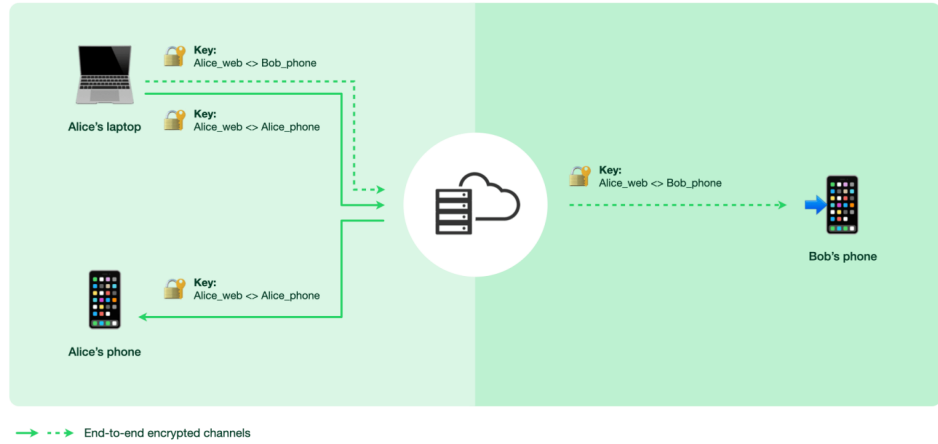 Key:
Alice_web <> Bob_phone
Key:
Alice_web <> Alice_phone
Alice's laptop
Key:
Alice_web <> Bob_phone
Bob's phone
Key:
Alice_web <> Alice_phone
Alice's phone
End-to-end encrypted channels